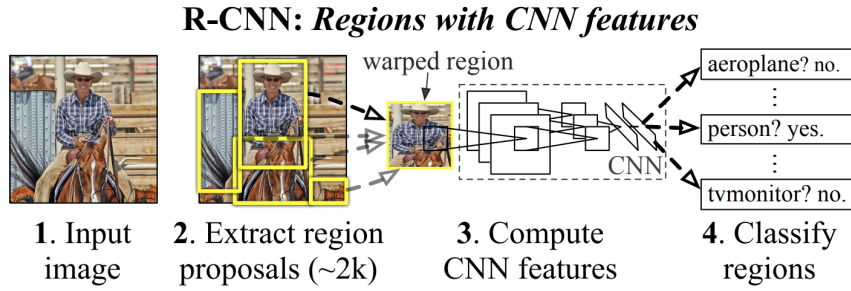 R-CNN: Regions with CNN features
warped region
aeroplane? no.
⋮
person? yes.
⋮
tvmonitor? no.
CNN
1. Input
image
2. Extract region
proposals (~2k)
3. Compute
CNN features
4. Classify
regions